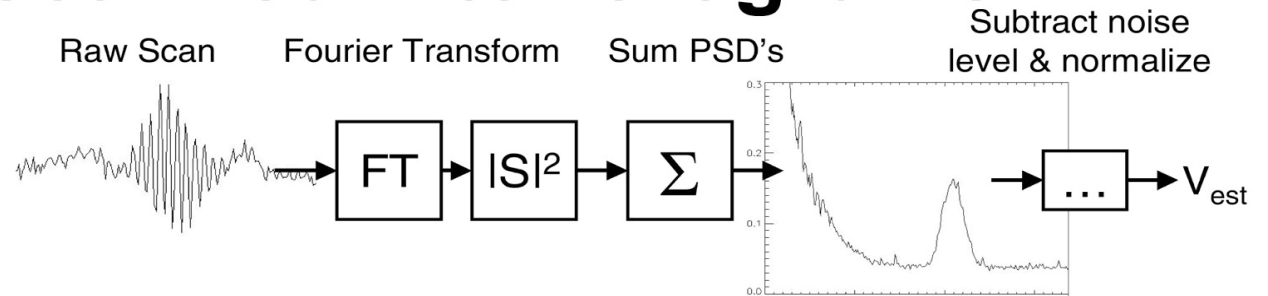 Raw Scan
Fourier Transform
Sum PSD's
Subtract noise
level & normalize
0.3
0.2
0.1
0.0
FT
|S|²
Σ
...
V_est